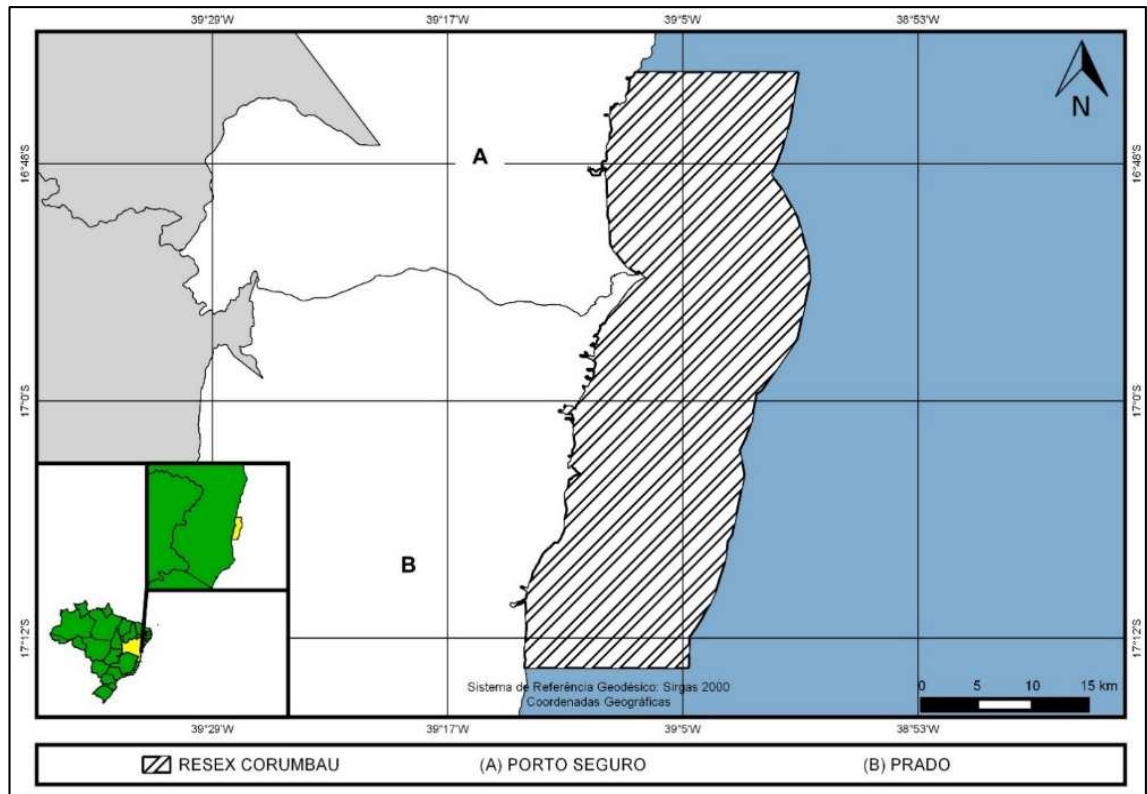 39°29'W 39°17'W 39°5'W 38°53'W
N
A
16°48'S 16°48'S
17°0'S 17°0'S
B
17°12'S 17°12'S
Sistema de Referência Geodésico: Sirgas 2000
Coordenadas Geográficas
0 5 10 15 km
39°29'W 39°17'W 39°5'W 38°53'W
RESEX CORUMBAU (A) PORTO SEGURO (B) PRADO